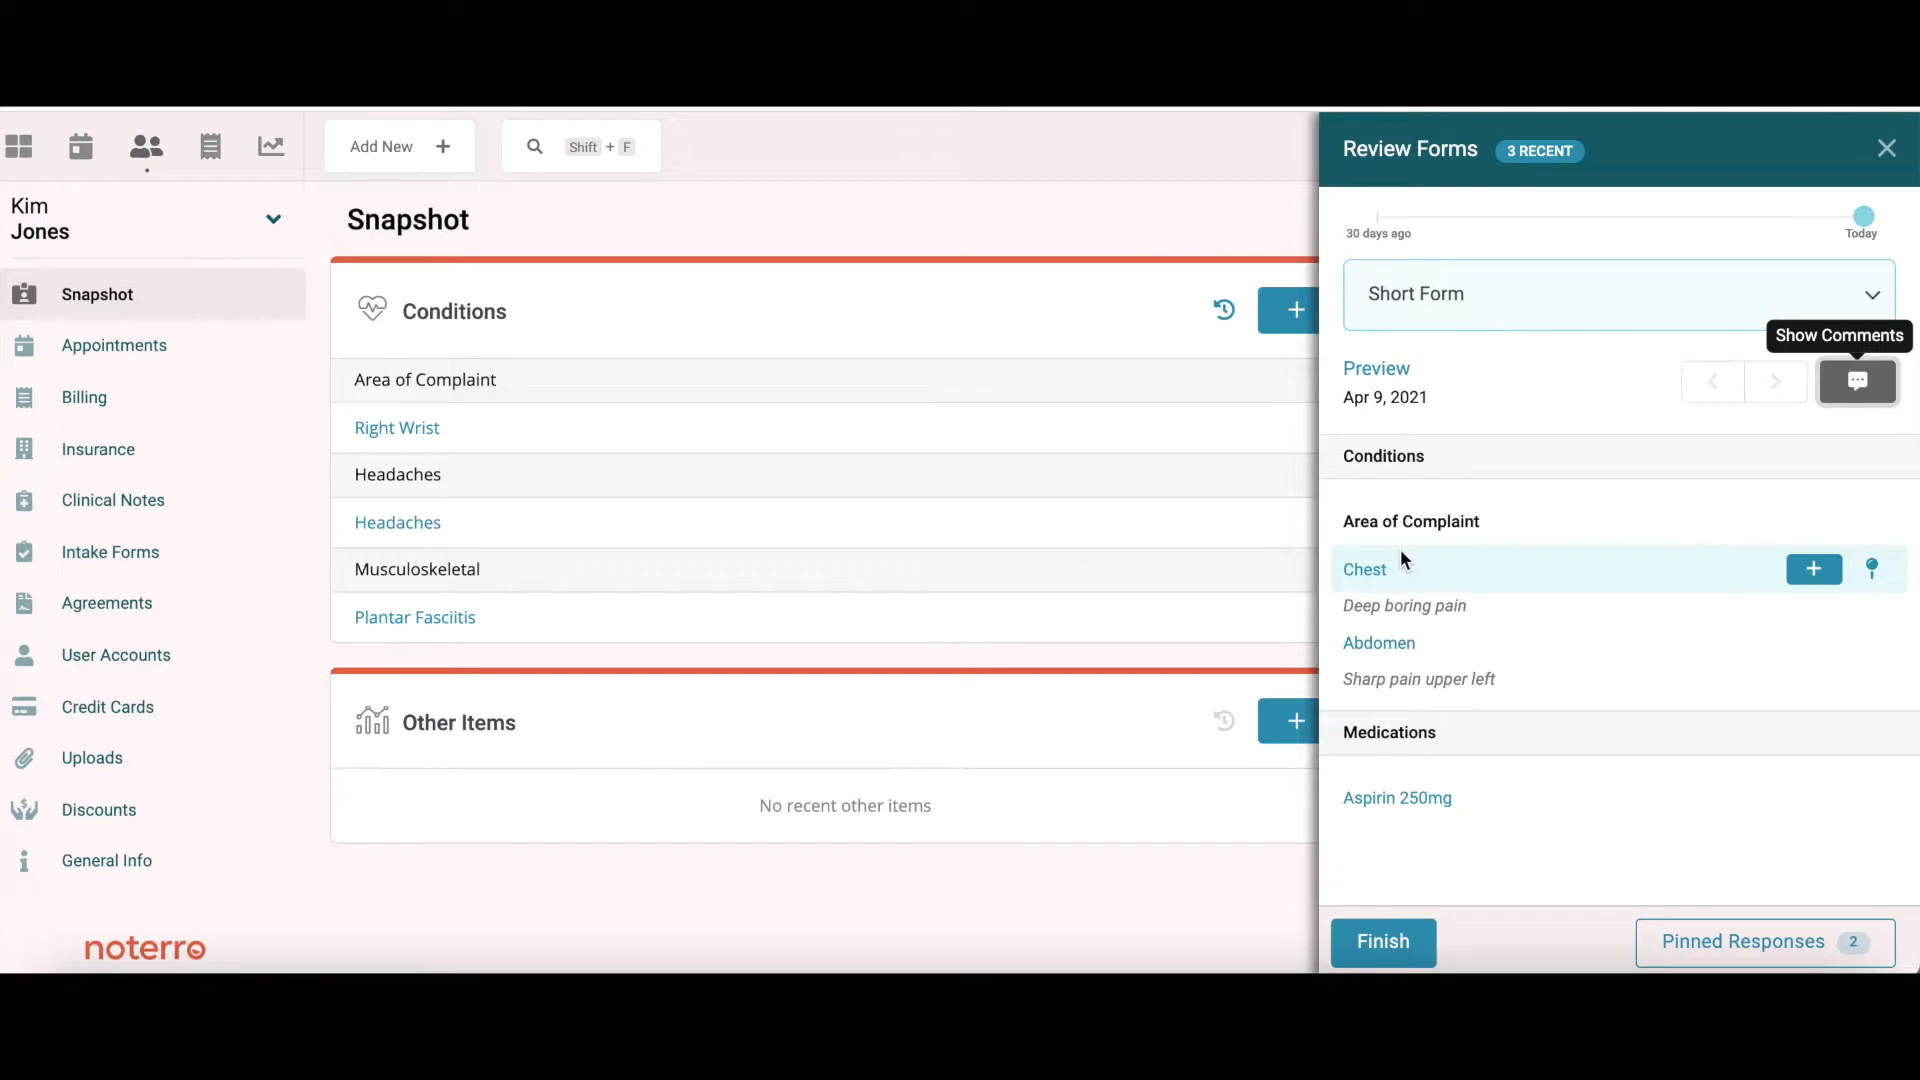 Add New +
Shift + F
Kim
Jones
Snapshot
Appointments
Billing
Insurance
Clinical Notes
Intake Forms
Agreements
User Accounts
Credit Cards
Uploads
Discounts
General Info
noterro
Snapshot
Conditions
Area of Complaint
Right Wrist
Headaches
Headaches
Musculoskeletal
Plantar Fasciitis
Other Items
No recent other items
Review Forms 3 RECENT
30 days ago Today
Short Form
Show Comments
Preview
Apr 9, 2021
Conditions
Area of Complaint
Chest
Deep boring pain
Abdomen
Sharp pain upper left
Medications
Aspirin 250mg
Finish Pinned Responses 2